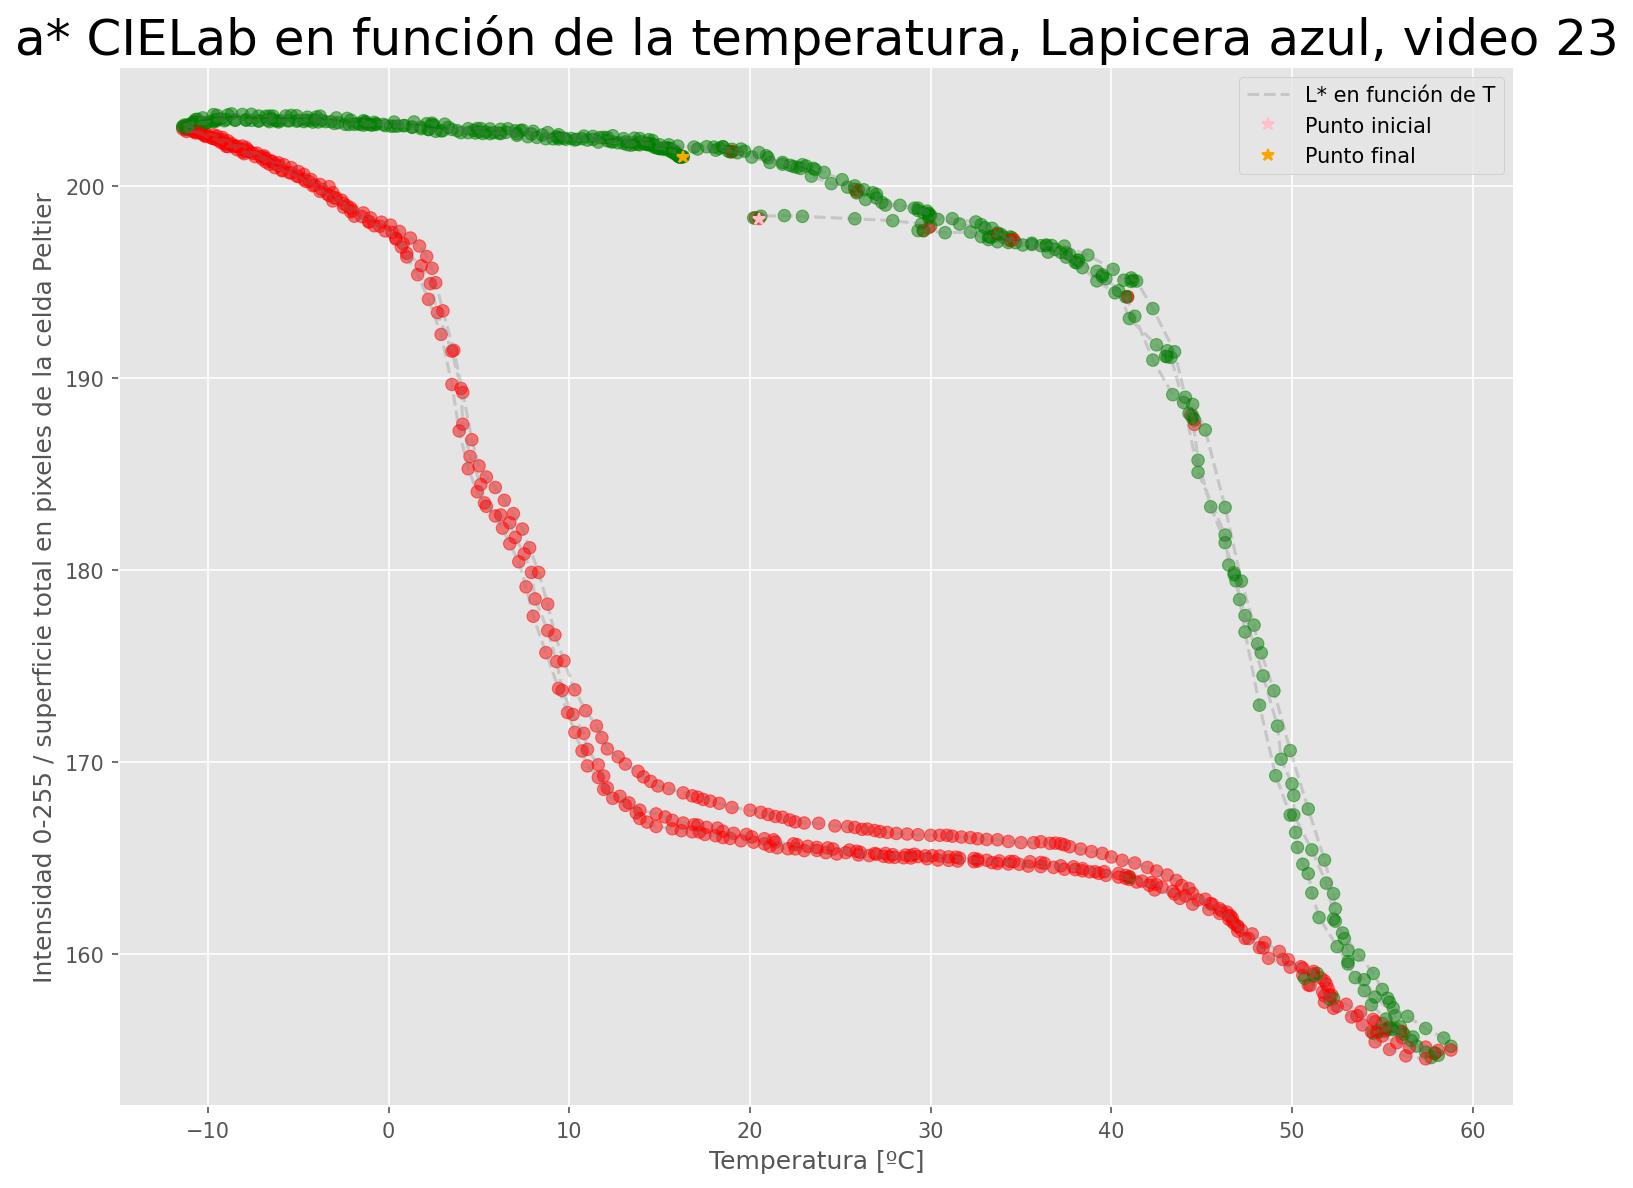 a* CIELab en función de la temperatura, Lapicera azul, video 23
L* en función de T
Punto inicial
Punto final
Intensidad 0-255 / superficie total en pixeles de la celda Peltier
200
190
180
170
160
−10
0
10
20
30
40
50
60
Temperatura [ºC]